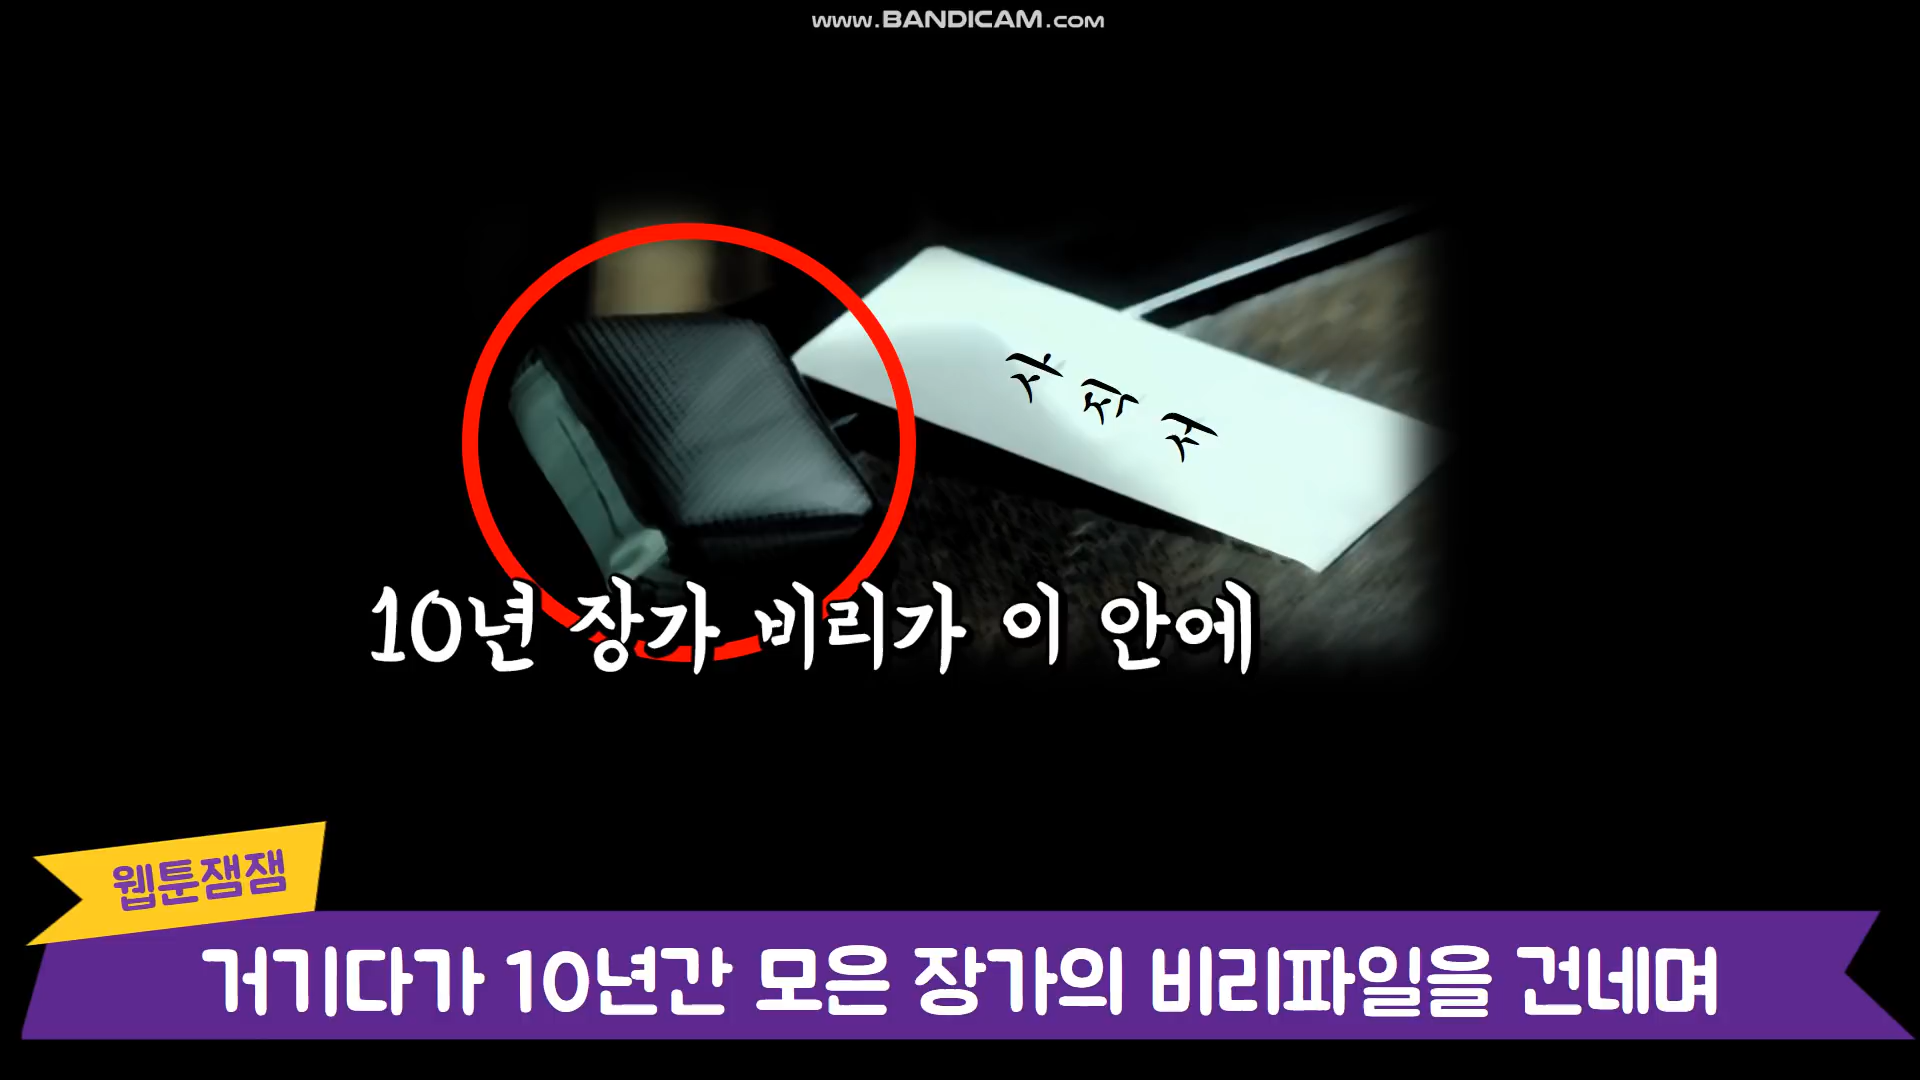 www.BANDICAM.com
자 직 서
10년 장가 비리가 이 안에
웹툰잼잼
거기다가 10년간 모은 장가의 비리파일을 건네며